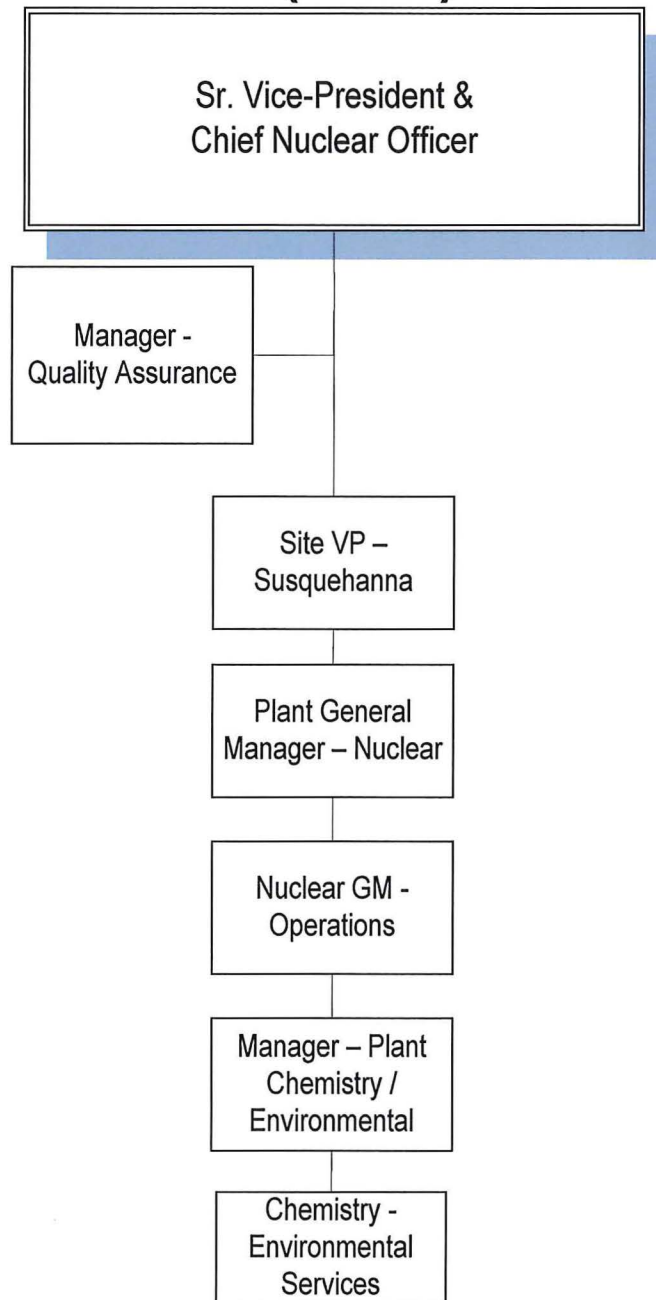 Sr. Vice-President &
Chief Nuclear Officer
Manager -
Quality Assurance
Site VP –
Susquehanna
Plant General
Manager – Nuclear
Nuclear GM -
Operations
Manager – Plant
Chemistry /
Environmental
Chemistry -
Environmental
Services